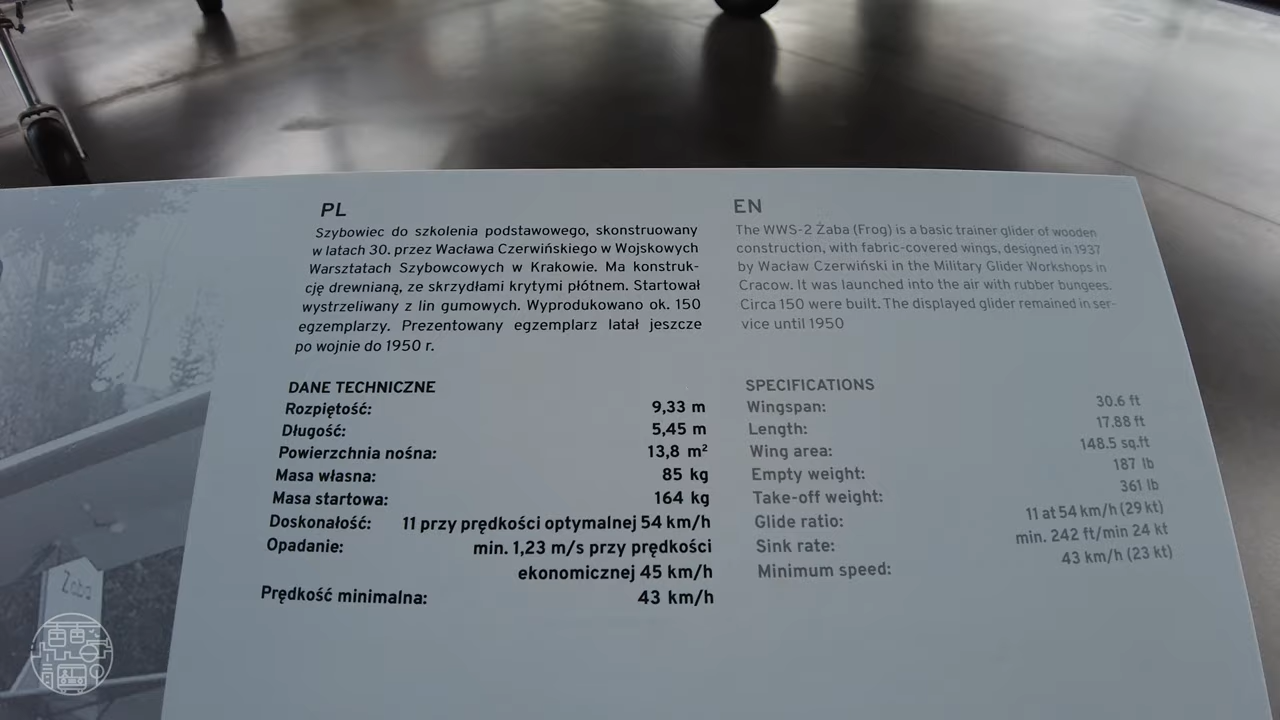 PL
Szybowiec do szkolenia podstawowego, skonstruowany
w latach 30. przez Wacława Czerwińskiego w Wojskowych
Warsztatach Szybowcowych w Krakowie. Ma konstruk-
cję drewnianą, ze skrzydłami krytymi płótnem. Startował
wystrzeliwany z lin gumowych. Wyprodukowano ok. 150
egzemplarzy. Prezentowany egzemplarz latał jeszcze
po wojnie do 1950 r.
DANE TECHNICZNE
Rozpiętość: 9,33 m
Długość: 5,45 m
Powierzchnia nośna: 13,8 m²
Masa własna: 85 kg
Masa startowa: 164 kg
Doskonałość: 11 przy prędkości optymalnej 54 km/h
Opadanie: min. 1,23 m/s przy prędkości
ekonomicznej 45 km/h
Prędkość minimalna: 43 km/h
EN
The WWS-2 Żaba (Frog) is a basic trainer glider of wooden
construction, with fabric-covered wings, designed in 1937
by Wacław Czerwiński in the Military Glider Workshops in
Cracow. It was launched into the air with rubber bungees.
Circa 150 were built. The displayed glider remained in ser-
vice until 1950
SPECIFICATIONS
Wingspan: 30.6 ft
Length: 17.88 ft
Wing area: 148.5 sq.ft
Empty weight: 187 lb
Take-off weight: 361 lb
Glide ratio: 11 at 54 km/h (29 kt)
Sink rate: min. 242 ft/min 24 kt
Minimum speed: 43 km/h (23 kt)
Żaba